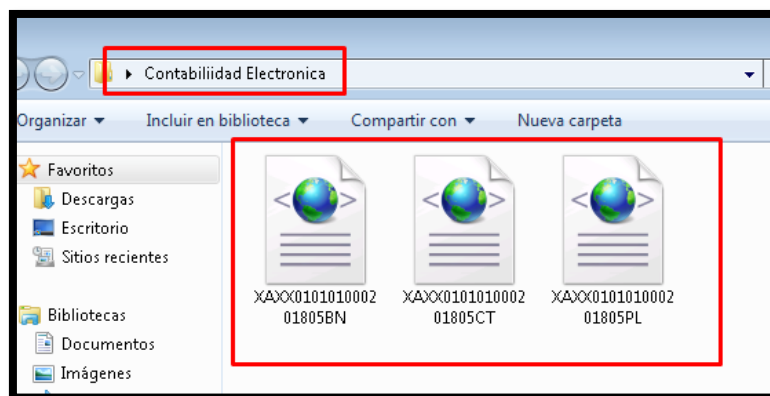 Contabiliidad Electronica
Organizar
Incluir en biblioteca
Compartir con
Nueva carpeta
Favoritos
Descargas
Escritorio
Sitios recientes
Bibliotecas
Documentos
Imágenes
XAXX0101010002
01805BN
XAXX0101010002
01805CT
XAXX0101010002
01805PL